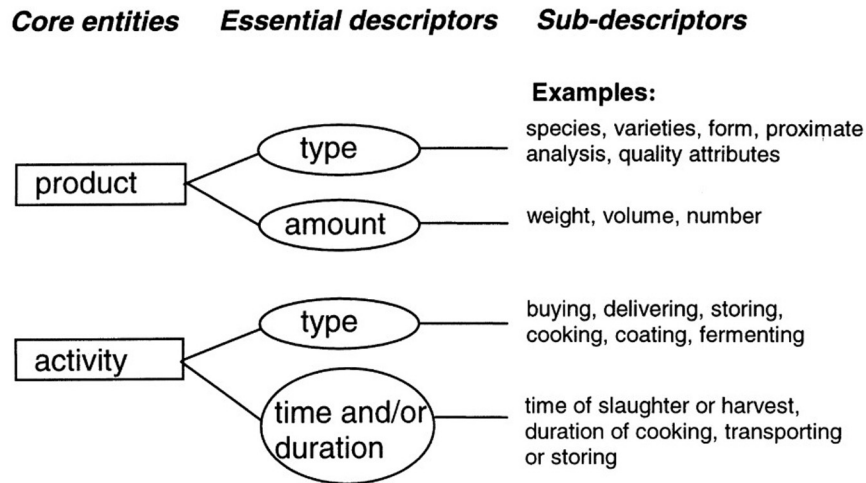 Core entities Essential descriptors Sub-descriptors
Examples:
species, varieties, form, proximate
analysis, quality attributes
type
product
amount
weight, volume, number
type
buying, delivering, storing,
cooking, coating, fermenting
activity
time and/or
duration
time of slaughter or harvest,
duration of cooking, transporting
or storing